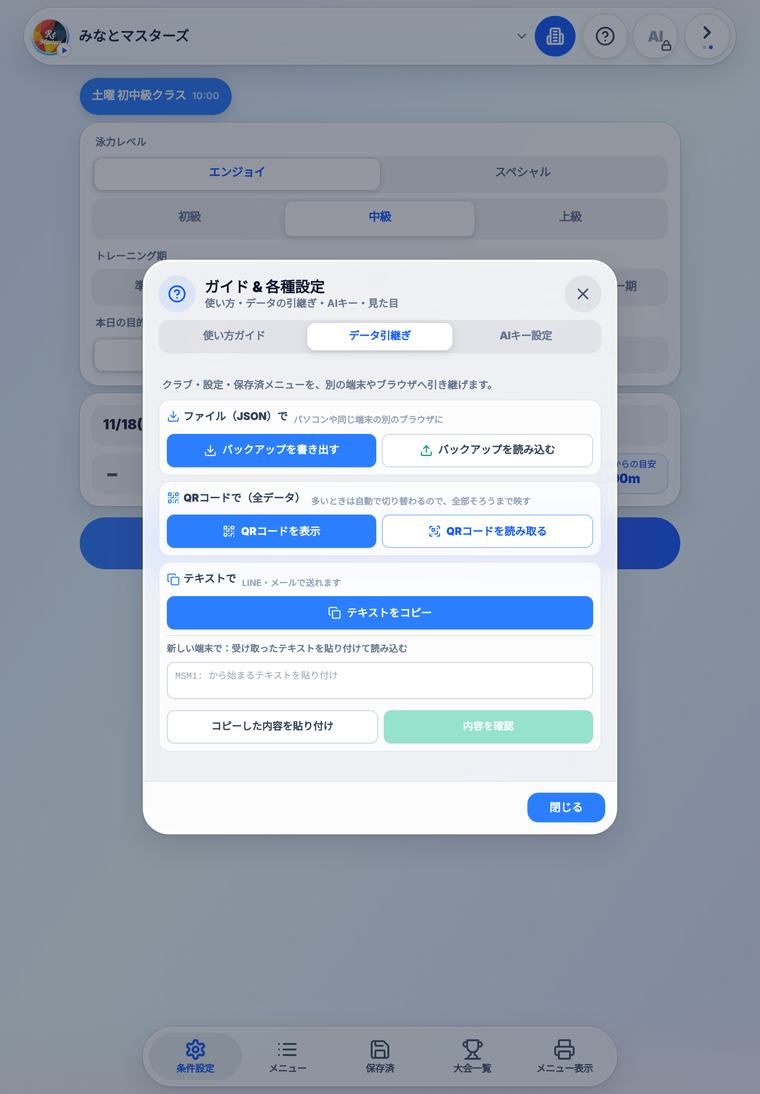 みなとマスターズ
AI
土曜 初中級クラス 10:00
泳力レベル
エンジョイ
スペシャル
初級
中級
上級
トレーニング期
本日の目的
11/18(
–
ガイド & 各種設定
使い方・データの引継ぎ・AIキー・見た目
使い方ガイド
データ引継ぎ
AIキー設定
クラブ・設定・保存済メニューを、別の端末やブラウザへ引き継げます。
ファイル（JSON）で パソコンや同じ端末の別のブラウザに
バックアップを書き出す
バックアップを読み込む
QRコードで（全データ） 多いときは自動で切り替わるので、全部そろうまで映す
QRコードを表示
QRコードを読み取る
テキストで LINE・メールで送れます
テキストをコピー
新しい端末で：受け取ったテキストを貼り付けて読み込む
MSM1: から始まるテキストを貼り付け
コピーした内容を貼り付け
内容を確認
閉じる
条件設定
メニュー
保存済
大会一覧
メニュー表示